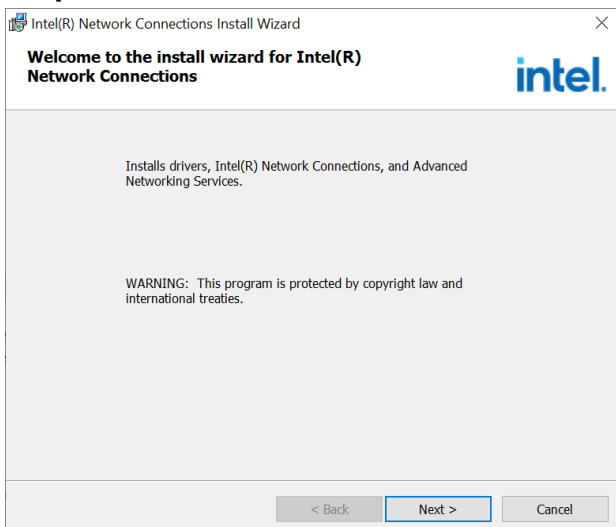 Intel(R) Network Connections Install Wizard
Welcome to the install wizard for Intel(R)
Network Connections
intel.
Installs drivers, Intel(R) Network Connections, and Advanced
Networking Services.
WARNING:  This program is protected by copyright law and
international treaties.
< Back
Next >
Cancel